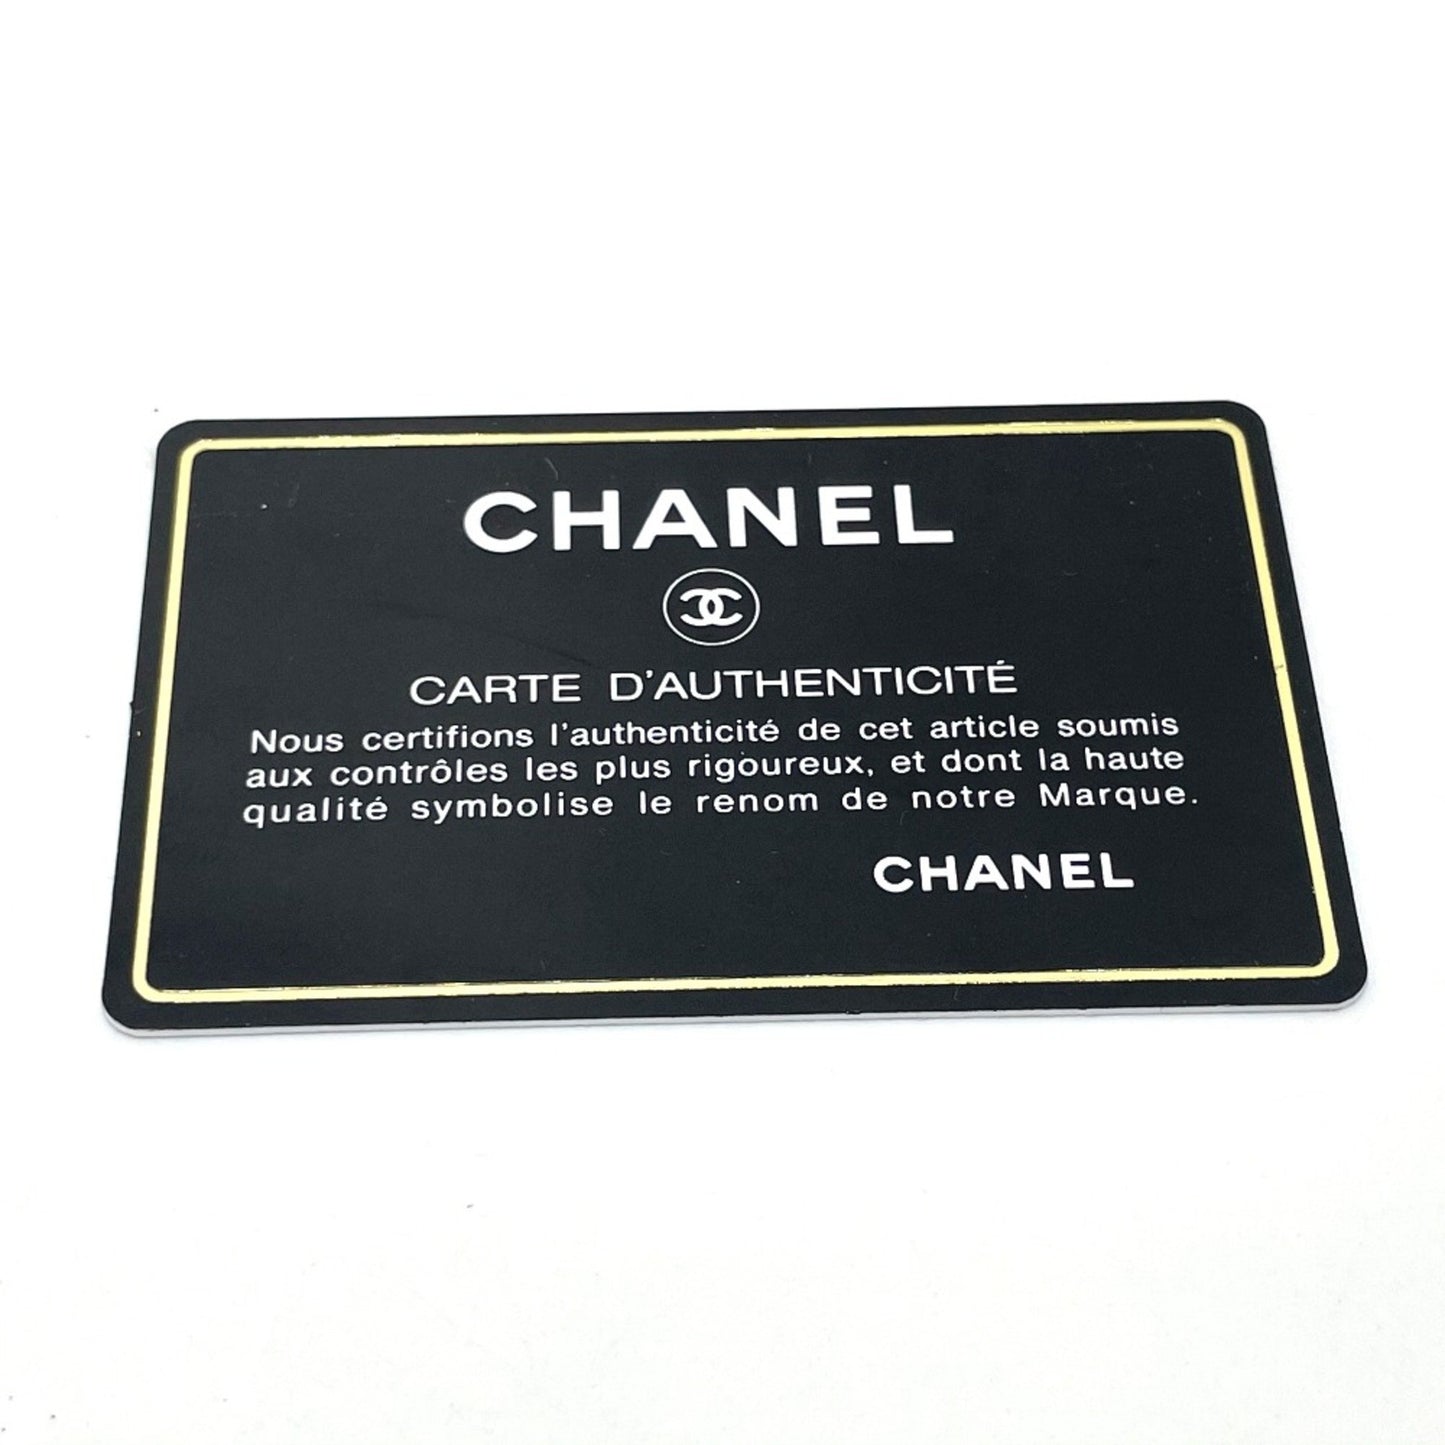 CHANEL
CARTE D'AUTHENTICITÉ
Nous certifions l'authenticité de cet article soumis
aux contrôles les plus rigoureux, et dont la haute
qualité symbolise le renom de notre Marque.
CHANEL